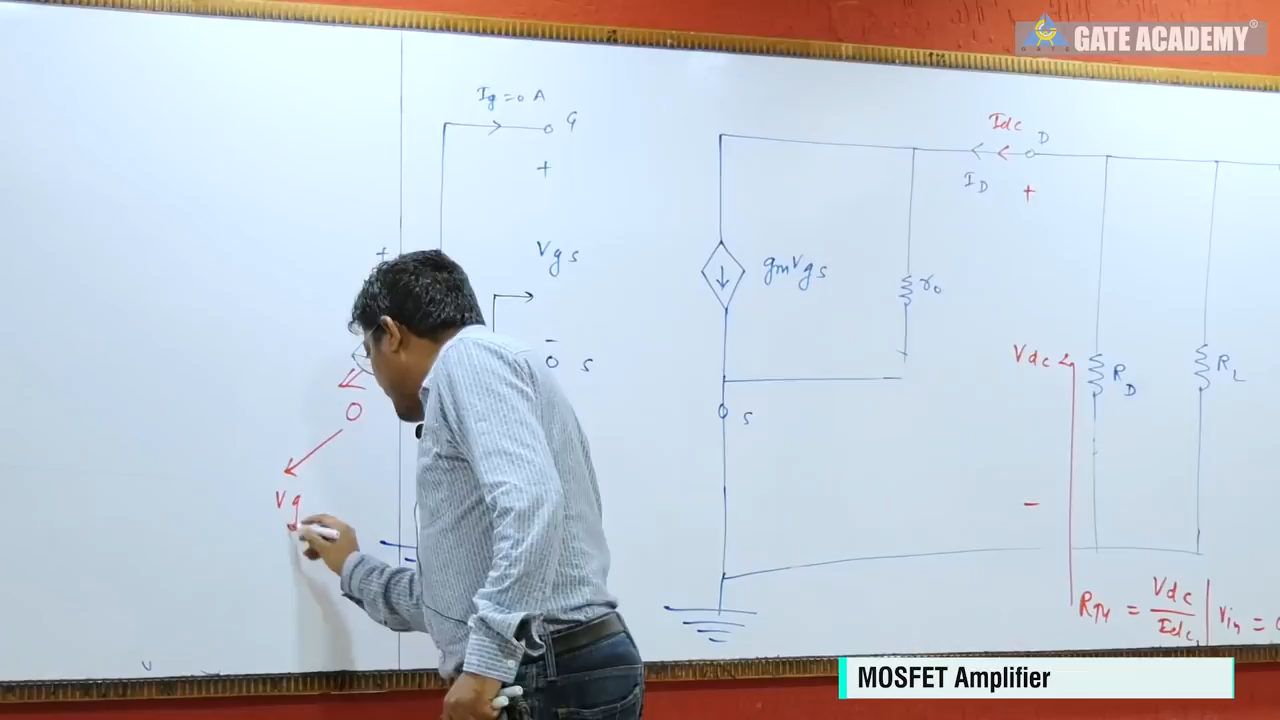 GATE ACADEMY®
Ig = 0 A
G
+
Vgs
-
S
+
0
Vg
Idc
D
ID
+
gmVgs
r0
S
Vdc
RD
RL
-
RTH = Vdc / Idc | Vin = 0
MOSFET Amplifier